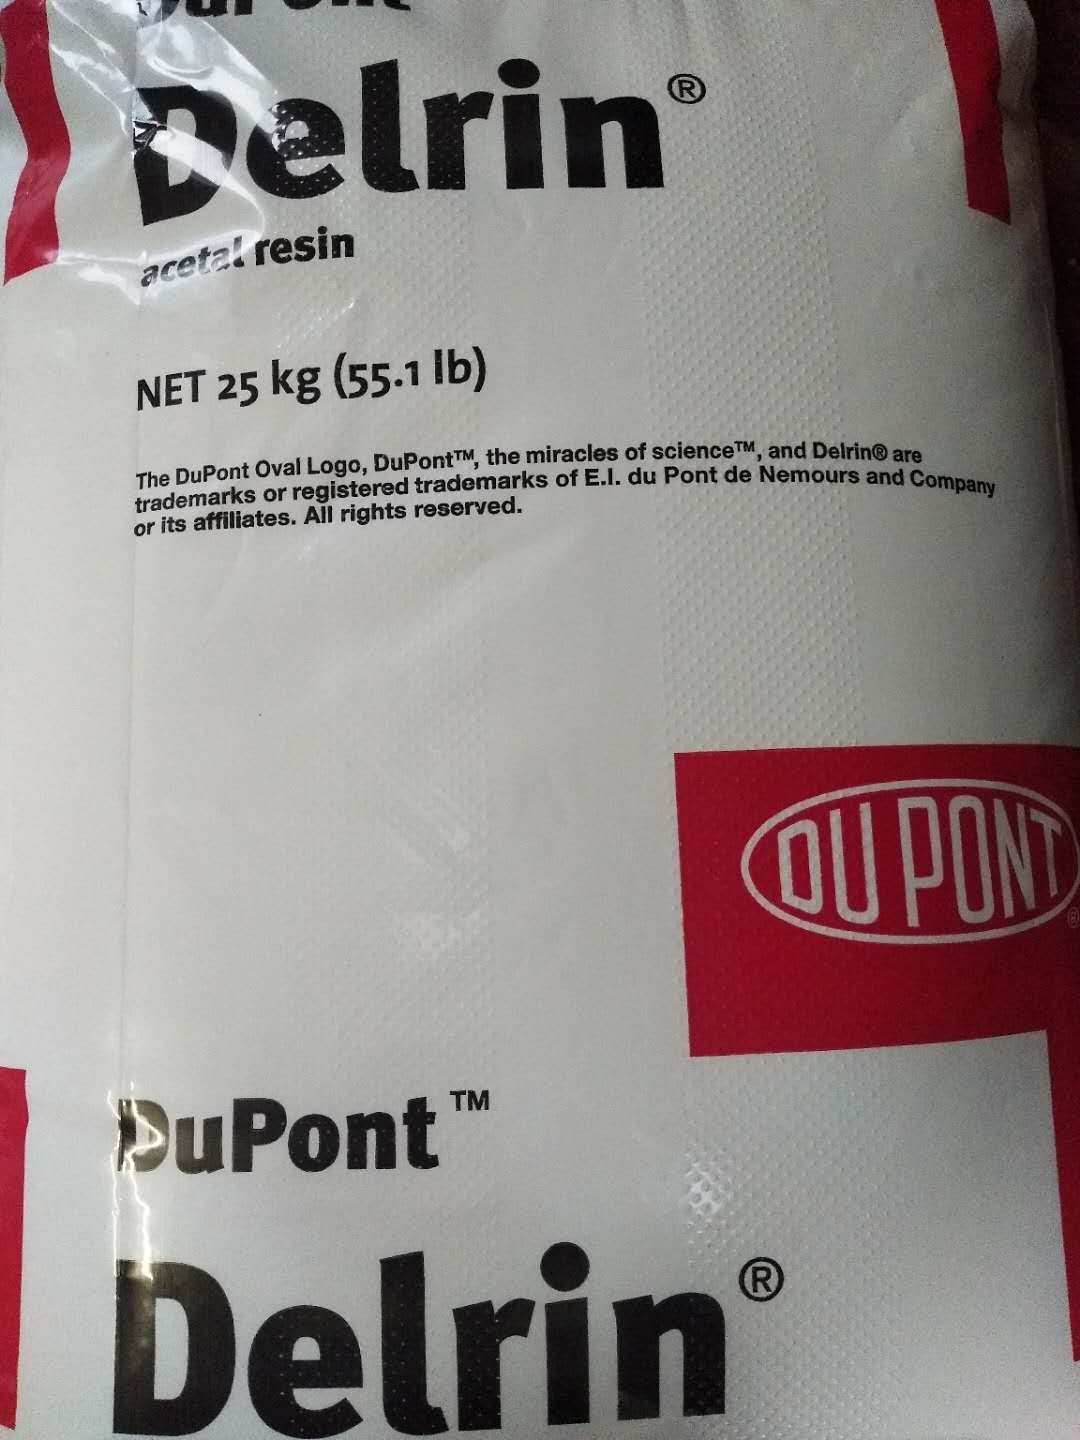 DuPont
Delrin®
acetal resin
NET 25 kg (55.1 lb)
The DuPont Oval Logo, DuPont™, the miracles of science™, and Delrin® are
trademarks or registered trademarks of E.I. du Pont de Nemours and Company
or its affiliates. All rights reserved.
DU PONT®
DuPont™
Delrin®